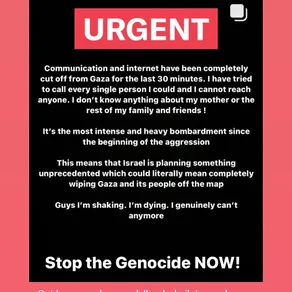 URGENT
Communication and internet have been completely
cut off from Gaza for the last 30 minutes. I have tried
to call every single person I could and I cannot reach
anyone. I don't know anything about my mother or the
rest of my family and friends !
It's the most intense and heavy bombardment since
the beginning of the aggression
This means that Israel is planning something
unprecedented which could literally mean completely
wiping Gaza and its people off the map
Guys I'm shaking. I'm dying. I genuinely can't
anymore
Stop the Genocide NOW!